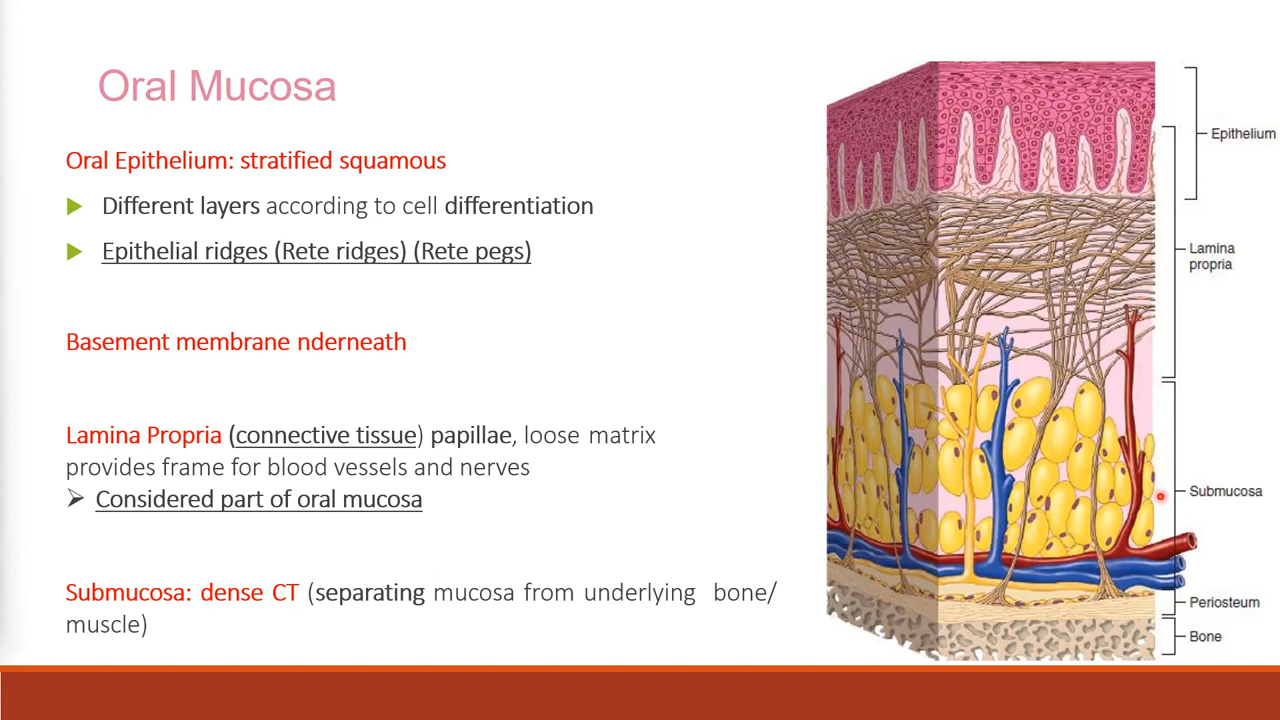 Oral Mucosa
Oral Epithelium: stratified squamous
Different layers according to cell differentiation
Epithelial ridges (Rete ridges) (Rete pegs)
Basement membrane nderneath
Lamina Propria (connective tissue) papillae, loose matrix
provides frame for blood vessels and nerves
Considered part of oral mucosa
Submucosa: dense CT (separating mucosa from underlying bone/
muscle)
Epithelium
Lamina
propria
Submucosa
Periosteum
Bone